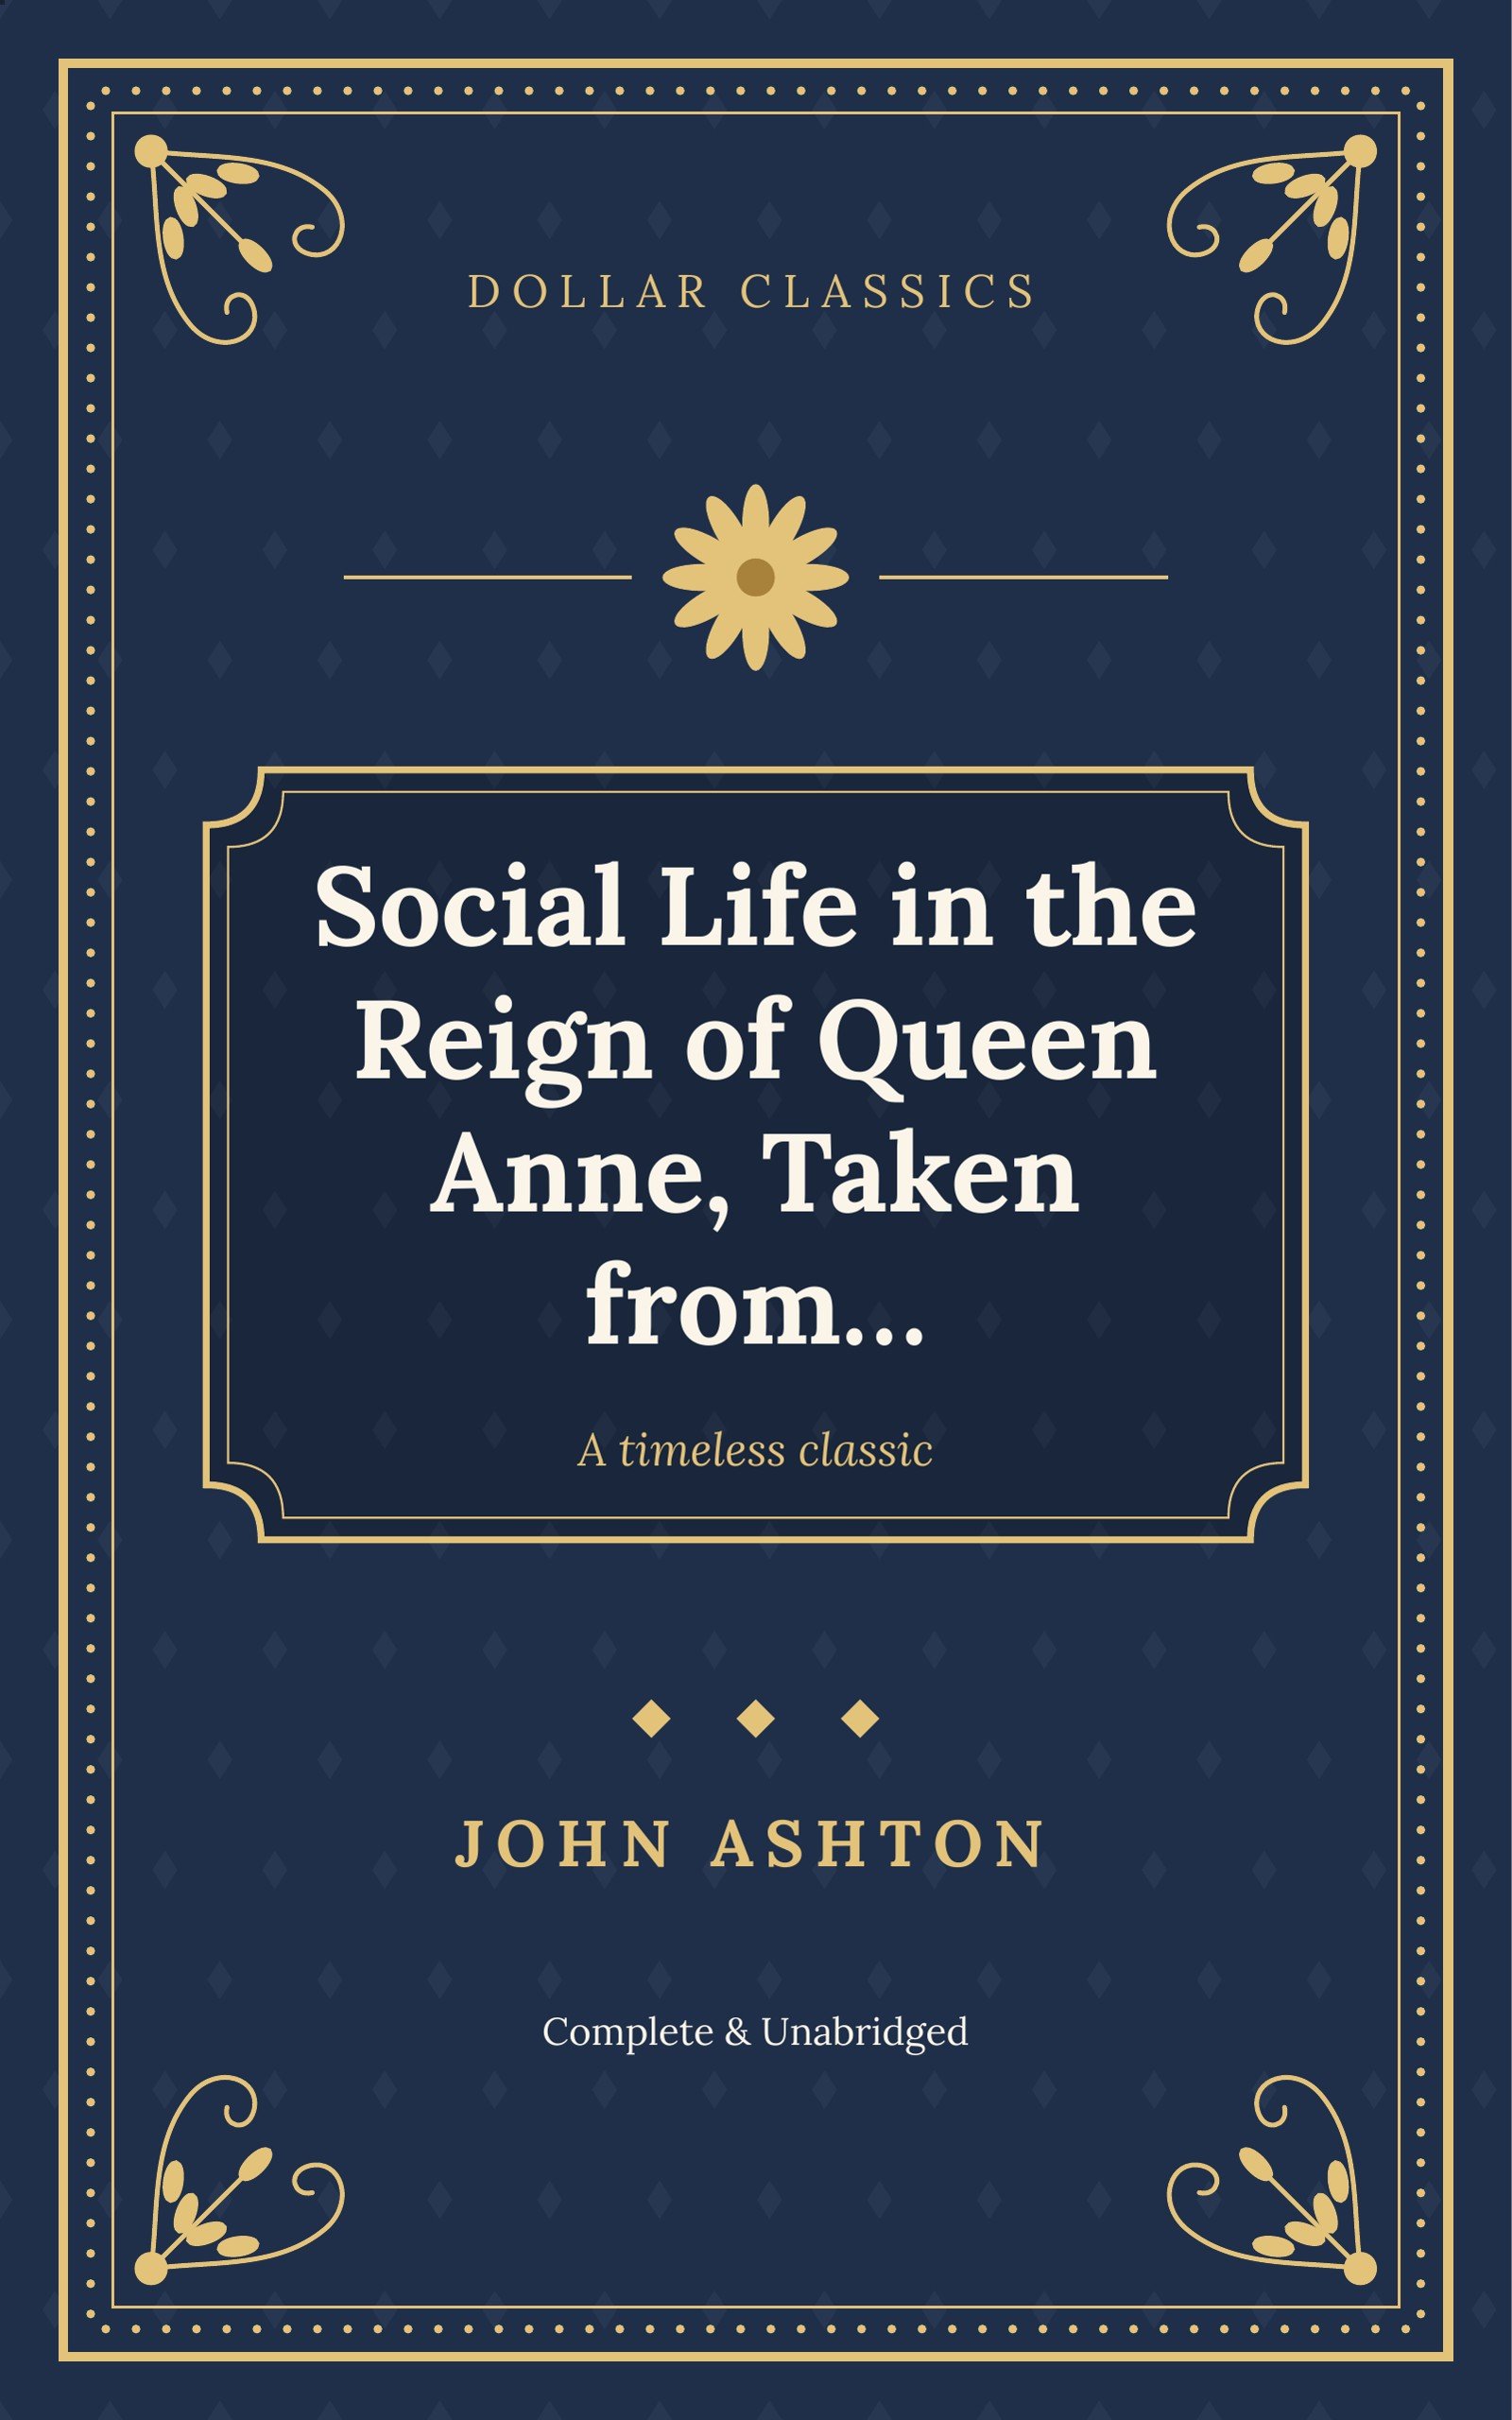 DOLLAR CLASSICS
Social Life in the
Reign of Queen
Anne, Taken
from...
A timeless classic
JOHN ASHTON
Complete & Unabridged